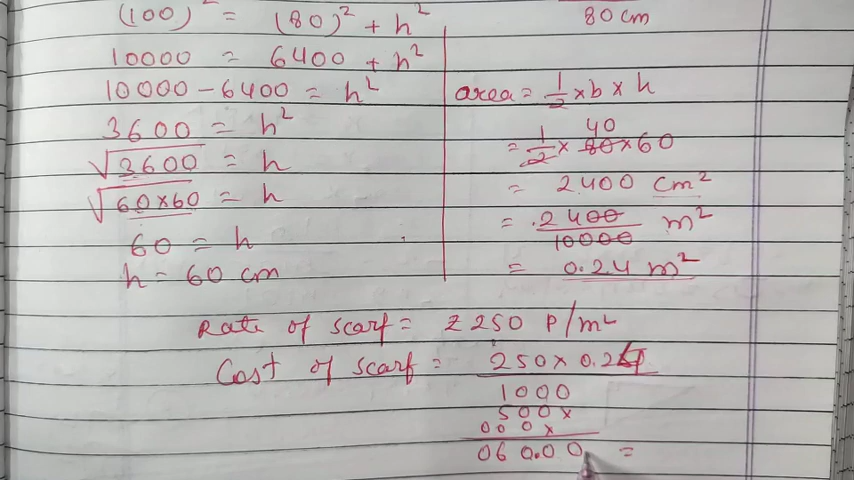 (100)² = (80)² + h²
10000 = 6400 + h²
10000 - 6400 = h²
3600 = h²
√3600 = h
√60×60 = h
60 = h
h = 60 cm
80 cm
area = 1/2 × b × h
= 1/2 × 80 × 60
40
= 2400 cm²
= 2400/10000 m²
= 0.24 m²
Rate of scarf = ₹ 250 P/m²
Cost of scarf = 250 × 0.24
1000
500×
000×
060.00 =